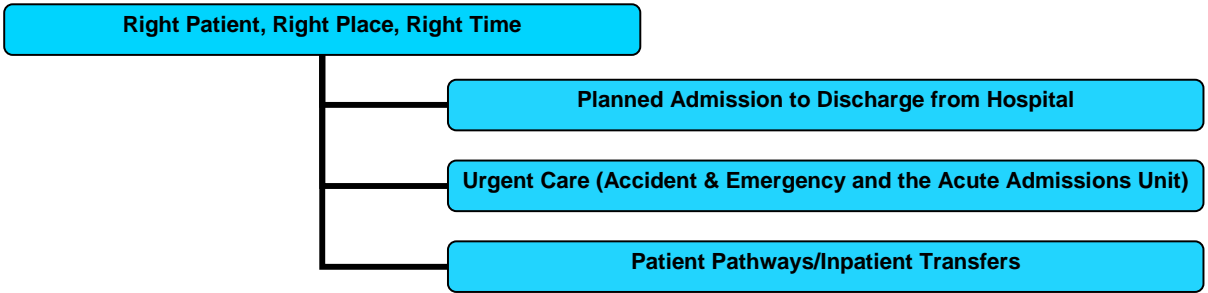 Right Patient, Right Place, Right Time
Planned Admission to Discharge from Hospital
Urgent Care (Accident & Emergency and the Acute Admissions Unit)
Patient Pathways/Inpatient Transfers